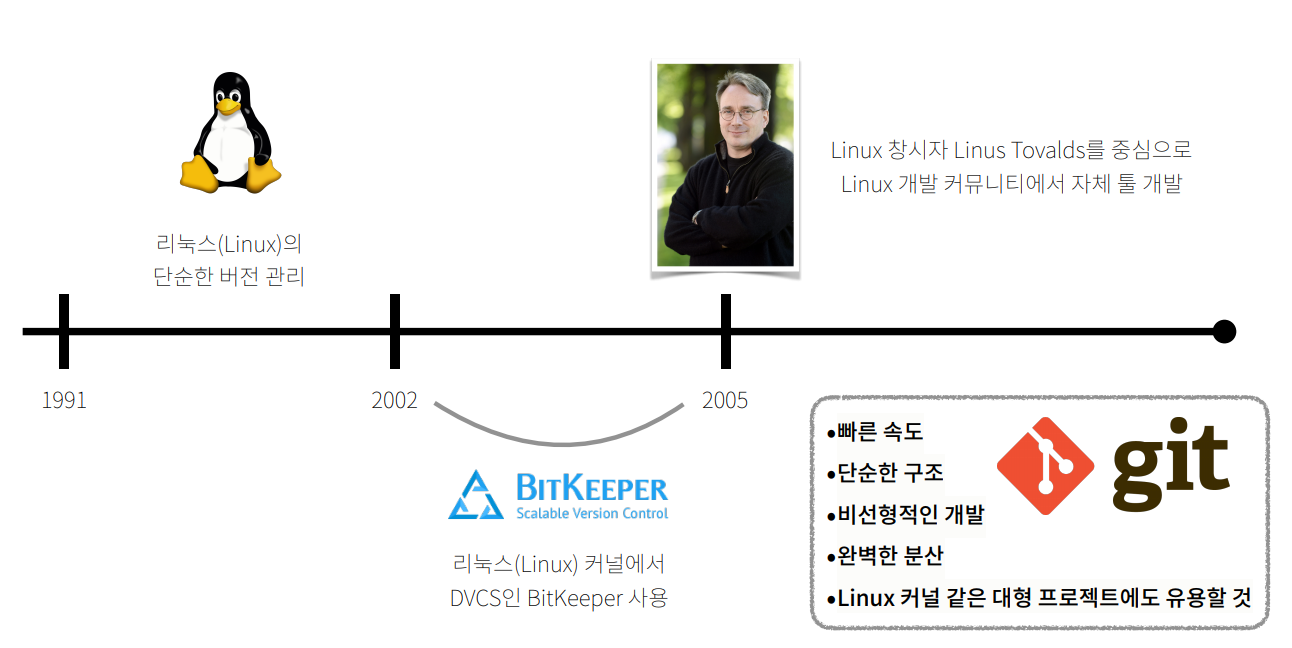 리눅스(Linux)의
단순한 버전 관리
Linux 창시자 Linus Tovalds를 중심으로
Linux 개발 커뮤니티에서 자체 툴 개발
1991
2002
2005
BITKEEPER
Scalable Version Control
리눅스(Linux) 커널에서
DVCS인 BitKeeper 사용
•빠른 속도
•단순한 구조
•비선형적인 개발
•완벽한 분산
•Linux 커널 같은 대형 프로젝트에도 유용할 것
git